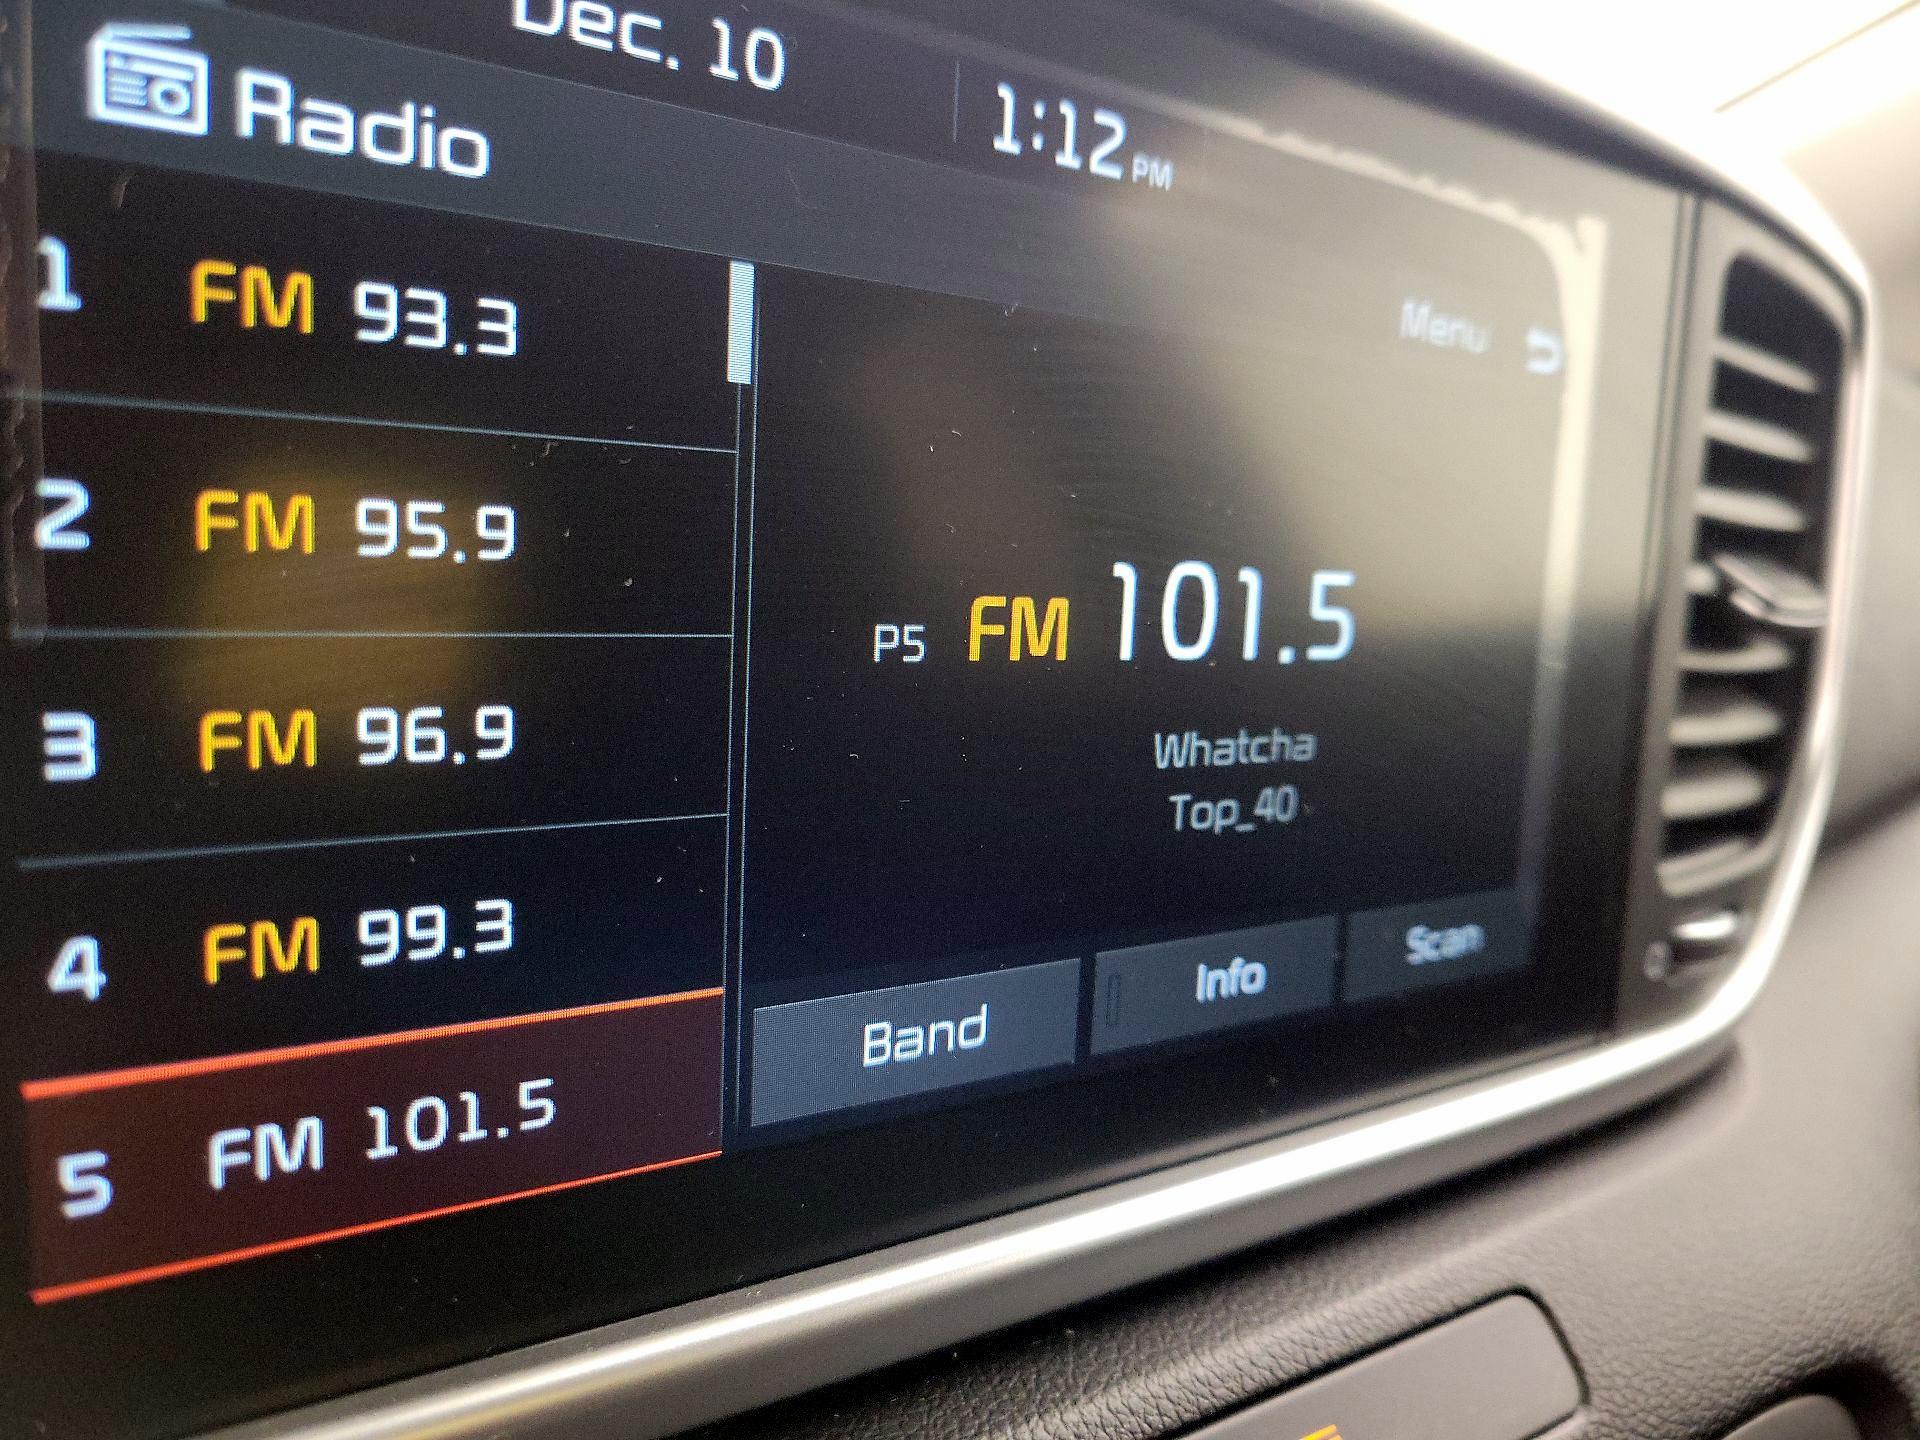 Dec. 10
1:12 PM
Radio
Menu
1 FM 93.3
2 FM 95.9
3 FM 96.9
4 FM 99.3
5 FM 101.5
P5 FM 101.5
Whatcha
Top_40
Band
Info
Scan